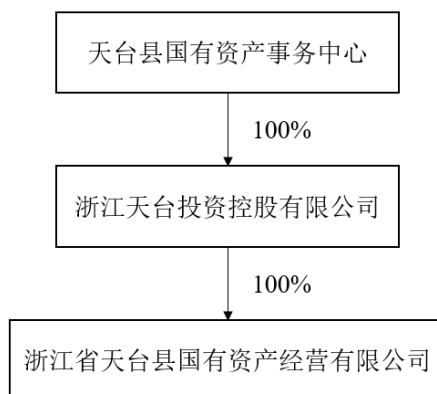 天台县国有资产事务中心
100%
浙江天台投资控股有限公司
100%
浙江省天台县国有资产经营有限公司